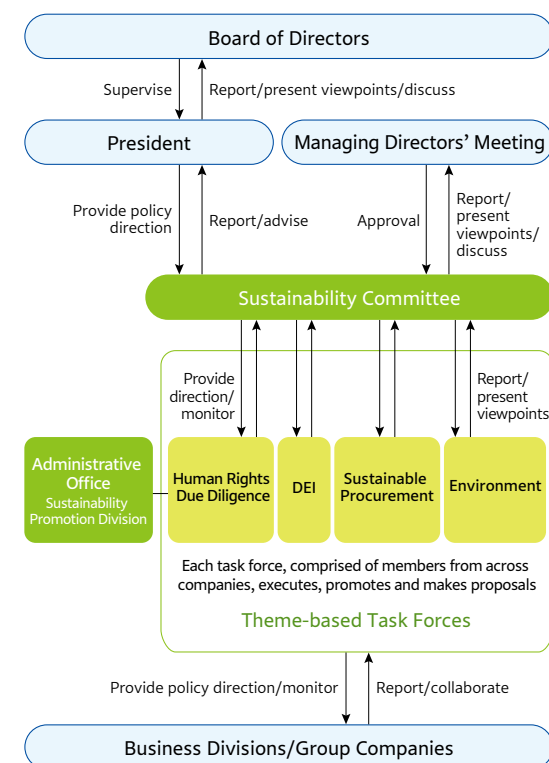 Board of Directors
Supervise
Report/present viewpoints/discuss
President
Managing Directors’ Meeting
Provide policy
direction
Report/advise
Approval
Report/
present
viewpoints/
discuss
Sustainability Committee
Provide
direction/
monitor
Report/
present
viewpoints
Administrative
Office
Sustainability
Promotion Division
Human Rights
Due Diligence
DEI
Sustainable
Procurement
Environment
Each task force, comprised of members from across
companies, executes, promotes and makes proposals
Theme-based Task Forces
Provide policy direction/monitor
Report/collaborate
Business Divisions/Group Companies